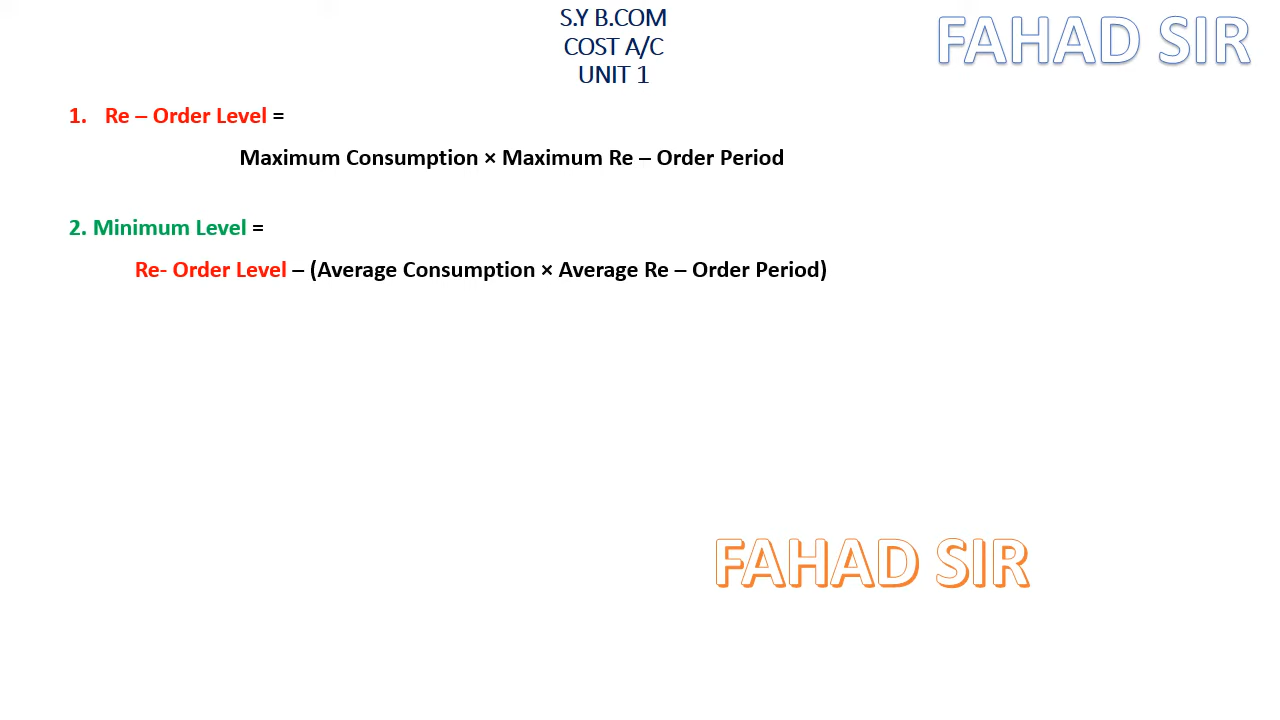 S.Y B.COM
COST A/C
UNIT 1
FAHAD SIR
1. Re – Order Level =
Maximum Consumption × Maximum Re – Order Period
2. Minimum Level =
Re- Order Level – (Average Consumption × Average Re – Order Period)
FAHAD SIR